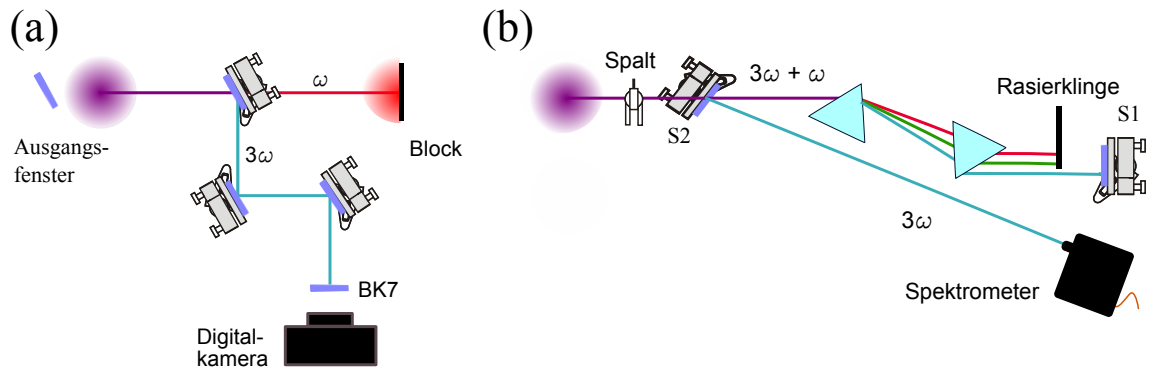 (a)
ω
Ausgangs-
fenster
3ω
Block
BK7
Digital-
kamera
(b)
Spalt
3ω + ω
Rasierklinge
S1
S2
3ω
Spektrometer